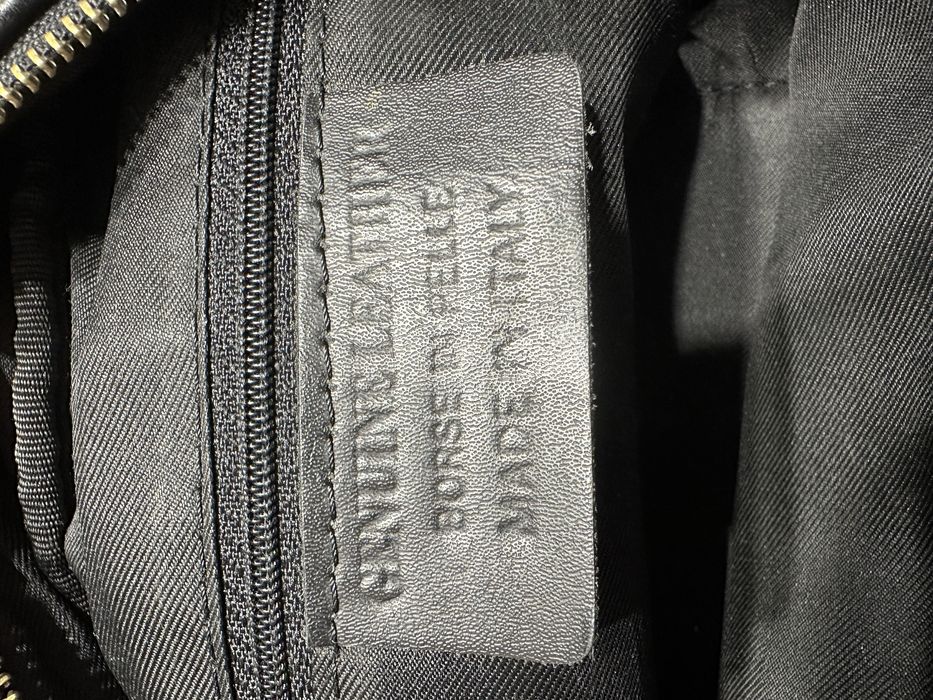 GENUINE LEATHER
BORSE IN PELLE
MADE IN ITALY